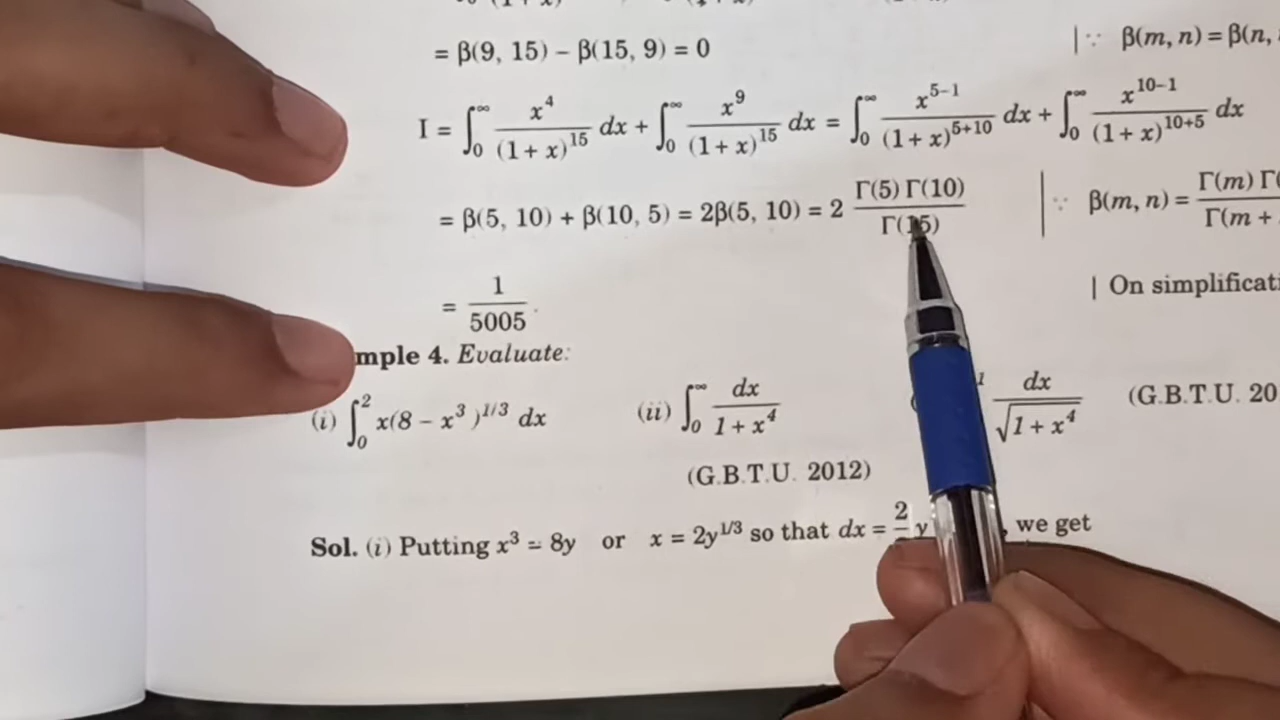 = β(9, 15) – β(15, 9) = 0 | ∵ β(m, n) = β(n,
I = ∫₀^∞ x⁴/(1 + x)¹⁵ dx + ∫₀^∞ x⁹/(1 + x)¹⁵ dx = ∫₀^∞ x⁵⁻¹/(1 + x)⁵⁺¹⁰ dx + ∫₀^∞ x¹⁰⁻¹/(1 + x)¹⁰⁺⁵ dx
= β(5, 10) + β(10, 5) = 2β(5, 10) = 2 Γ(5) Γ(10)/Γ(15) | ∵ β(m, n) = Γ(m) Γ(/Γ(m +
= 1/5005 . | On simplificati
mple 4. Evaluate:
(i) ∫₀² x(8 – x³ )^1/3 dx (ii) ∫₀^∞ dx/1 + x⁴ dx/√1 + x⁴ (G.B.T.U. 20
(G.B.T.U. 2012)
Sol. (i) Putting x³ = 8y or x = 2y^1/3 so that dx = 2 y we get